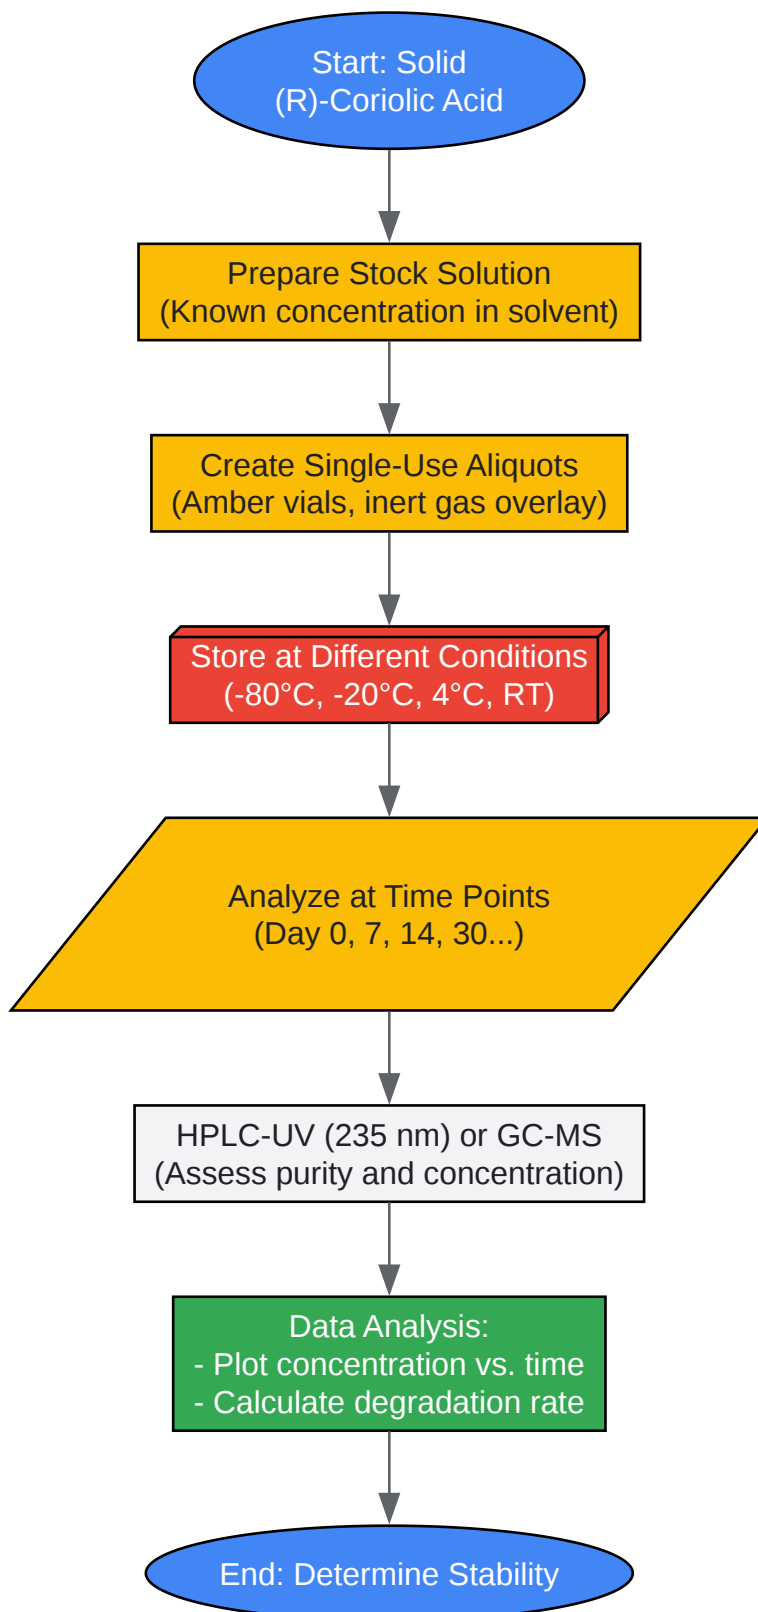 Start: Solid
(R)-Coriolic Acid
Prepare Stock Solution
(Known concentration in solvent)
Create Single-Use Aliquots
(Amber vials, inert gas overlay)
Store at Different Conditions
(-80°C, -20°C, 4°C, RT)
Analyze at Time Points
(Day 0, 7, 14, 30...)
HPLC-UV (235 nm) or GC-MS
(Assess purity and concentration)
Data Analysis:
- Plot concentration vs. time
- Calculate degradation rate
End: Determine Stability